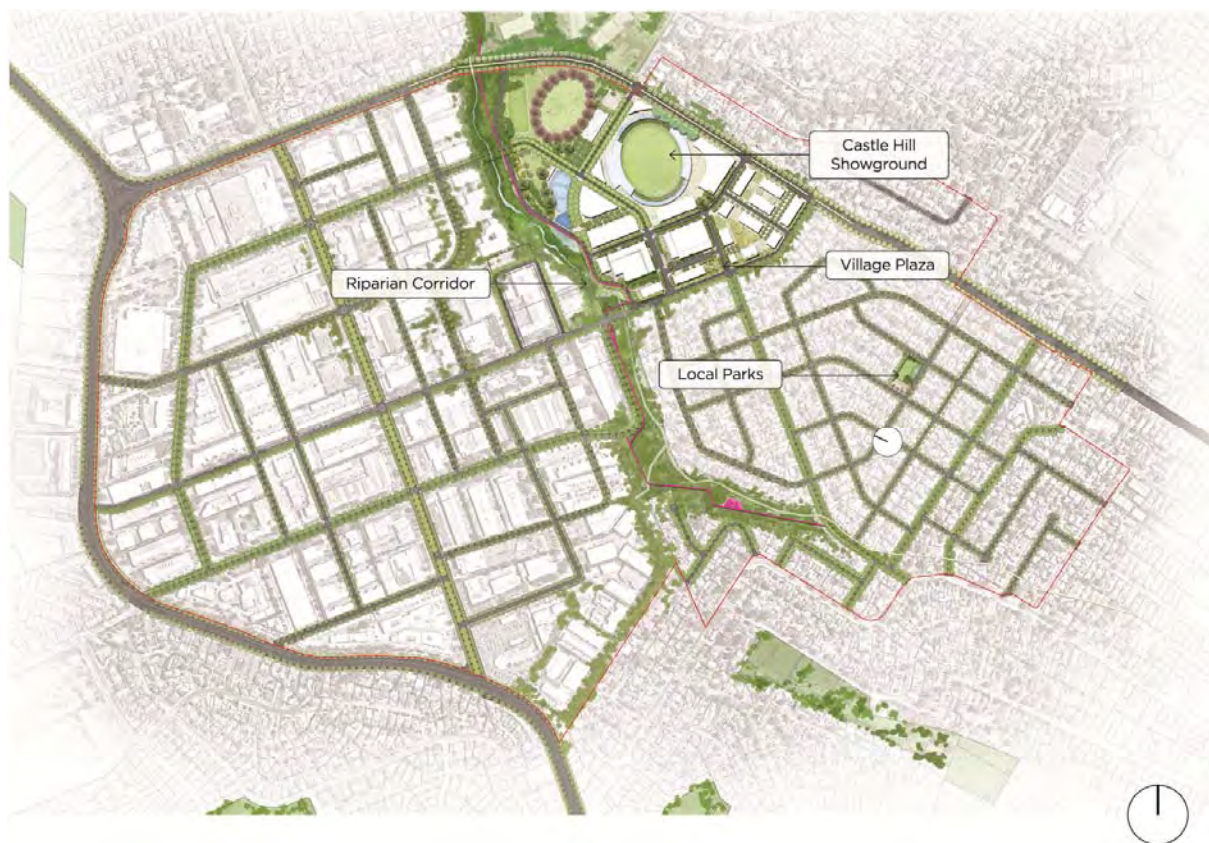 Castle Hill
Showground
Village Plaza
Riparian Corridor
Local Parks